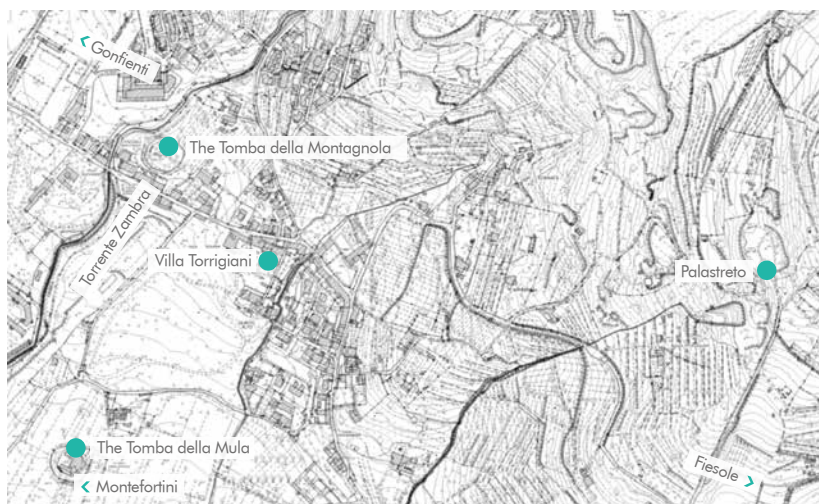 Gonfienti
The Tomba della Montagnola
Torrente Zambra
Villa Torrigiani
Palastreto
The Tomba della Mula
Montefortini
Fiesole